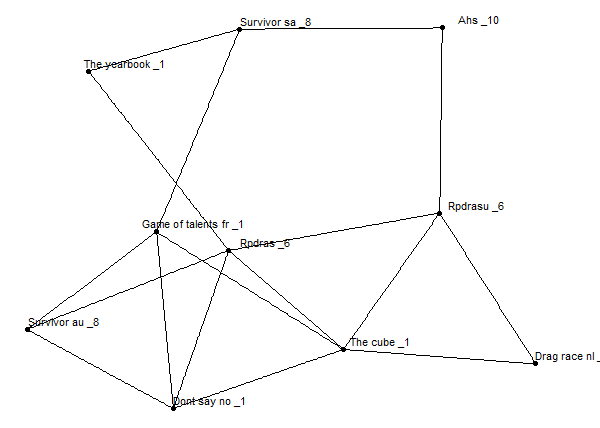 Survivor sa _8
Ahs _10
The yearbook _1
Rpdrasu _6
Game of talents fr _1
Rpdras _6
Survivor au _8
The cube _1
Drag race nl _
Dont say no _1